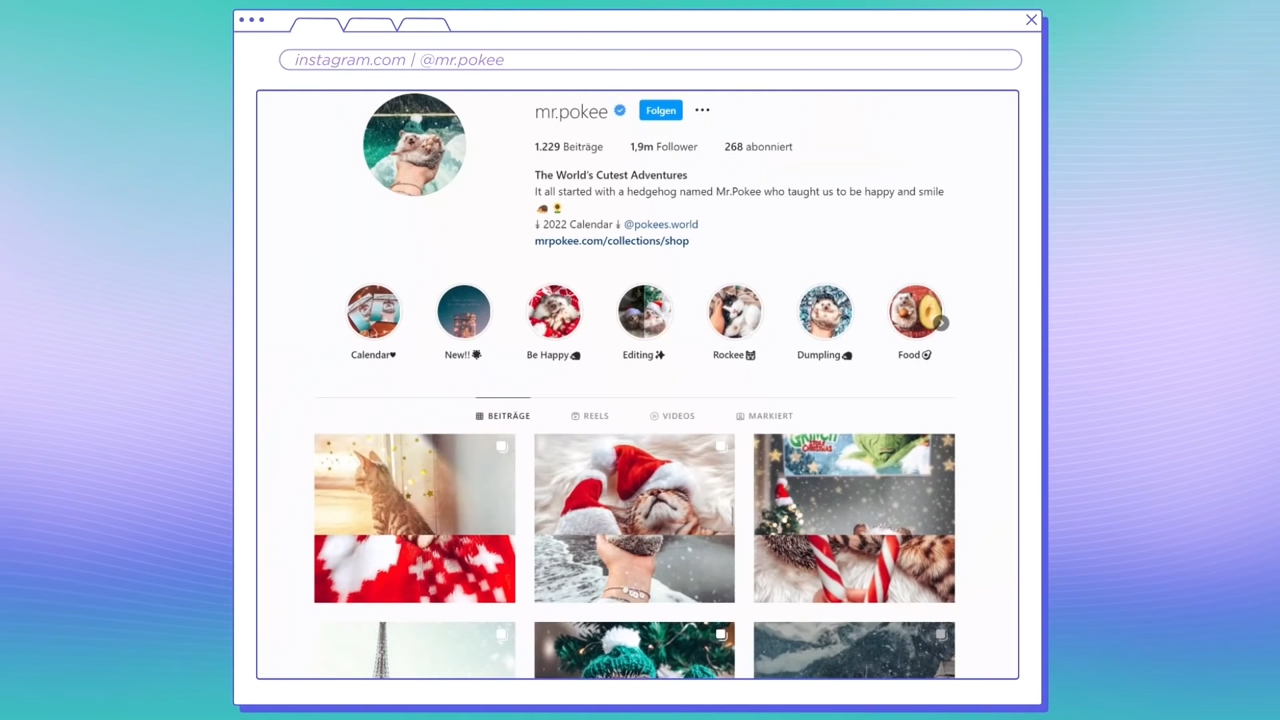 instagram.com | @mr.pokee
mr.pokee Folgen
1.229 Beiträge 1,9m Follower 268 abonniert
The World's Cutest Adventures
It all started with a hedgehog named Mr.Pokee who taught us to be happy and smile
🦔 🌻
⇣ 2022 Calendar ⇣ @pokees.world
mrpokee.com/collections/shop
Calendar♥ New!! Be Happy Editing Rockee Dumpling Food
BEITRÄGE REELS VIDEOS MARKIERT